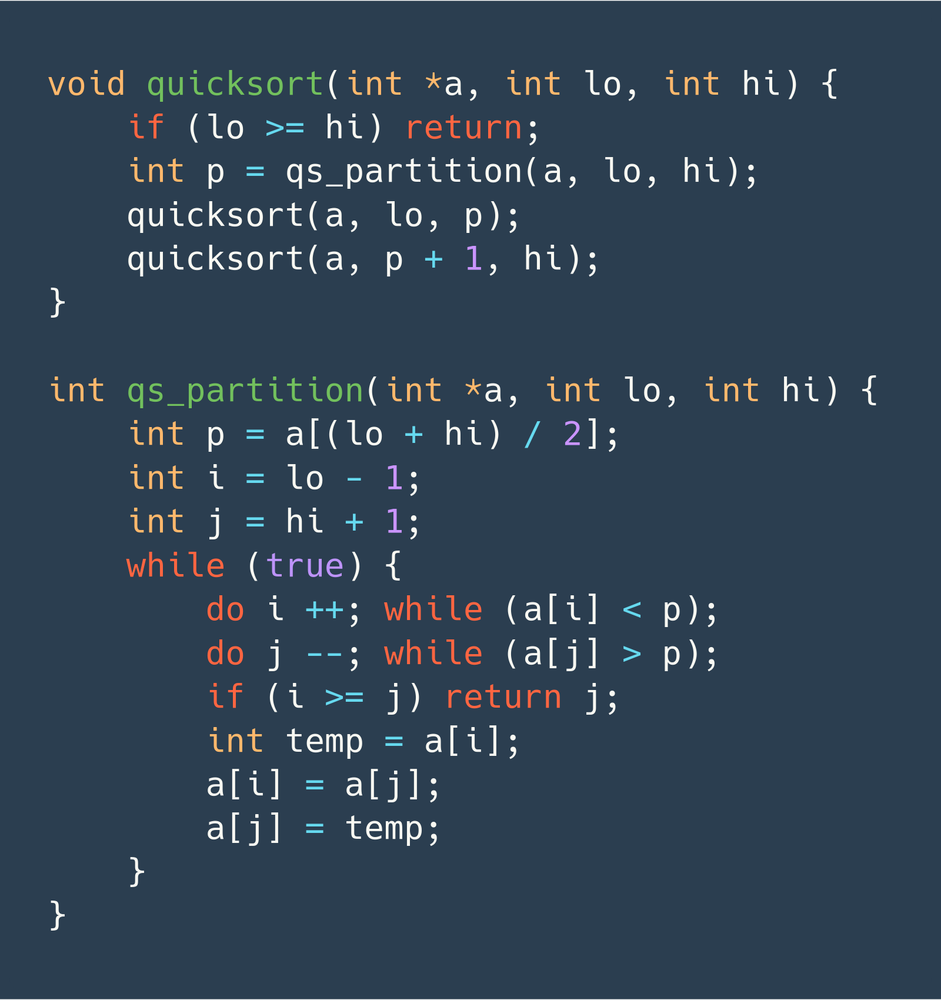 void quicksort(int *a, int lo, int hi) {
    if (lo >= hi) return;
    int p = qs_partition(a, lo, hi);
    quicksort(a, lo, p);
    quicksort(a, p + 1, hi);
}

int qs_partition(int *a, int lo, int hi) {
    int p = a[(lo + hi) / 2];
    int i = lo - 1;
    int j = hi + 1;
    while (true) {
        do i ++; while (a[i] < p);
        do j --; while (a[j] > p);
        if (i >= j) return j;
        int temp = a[i];
        a[i] = a[j];
        a[j] = temp;
    }
}